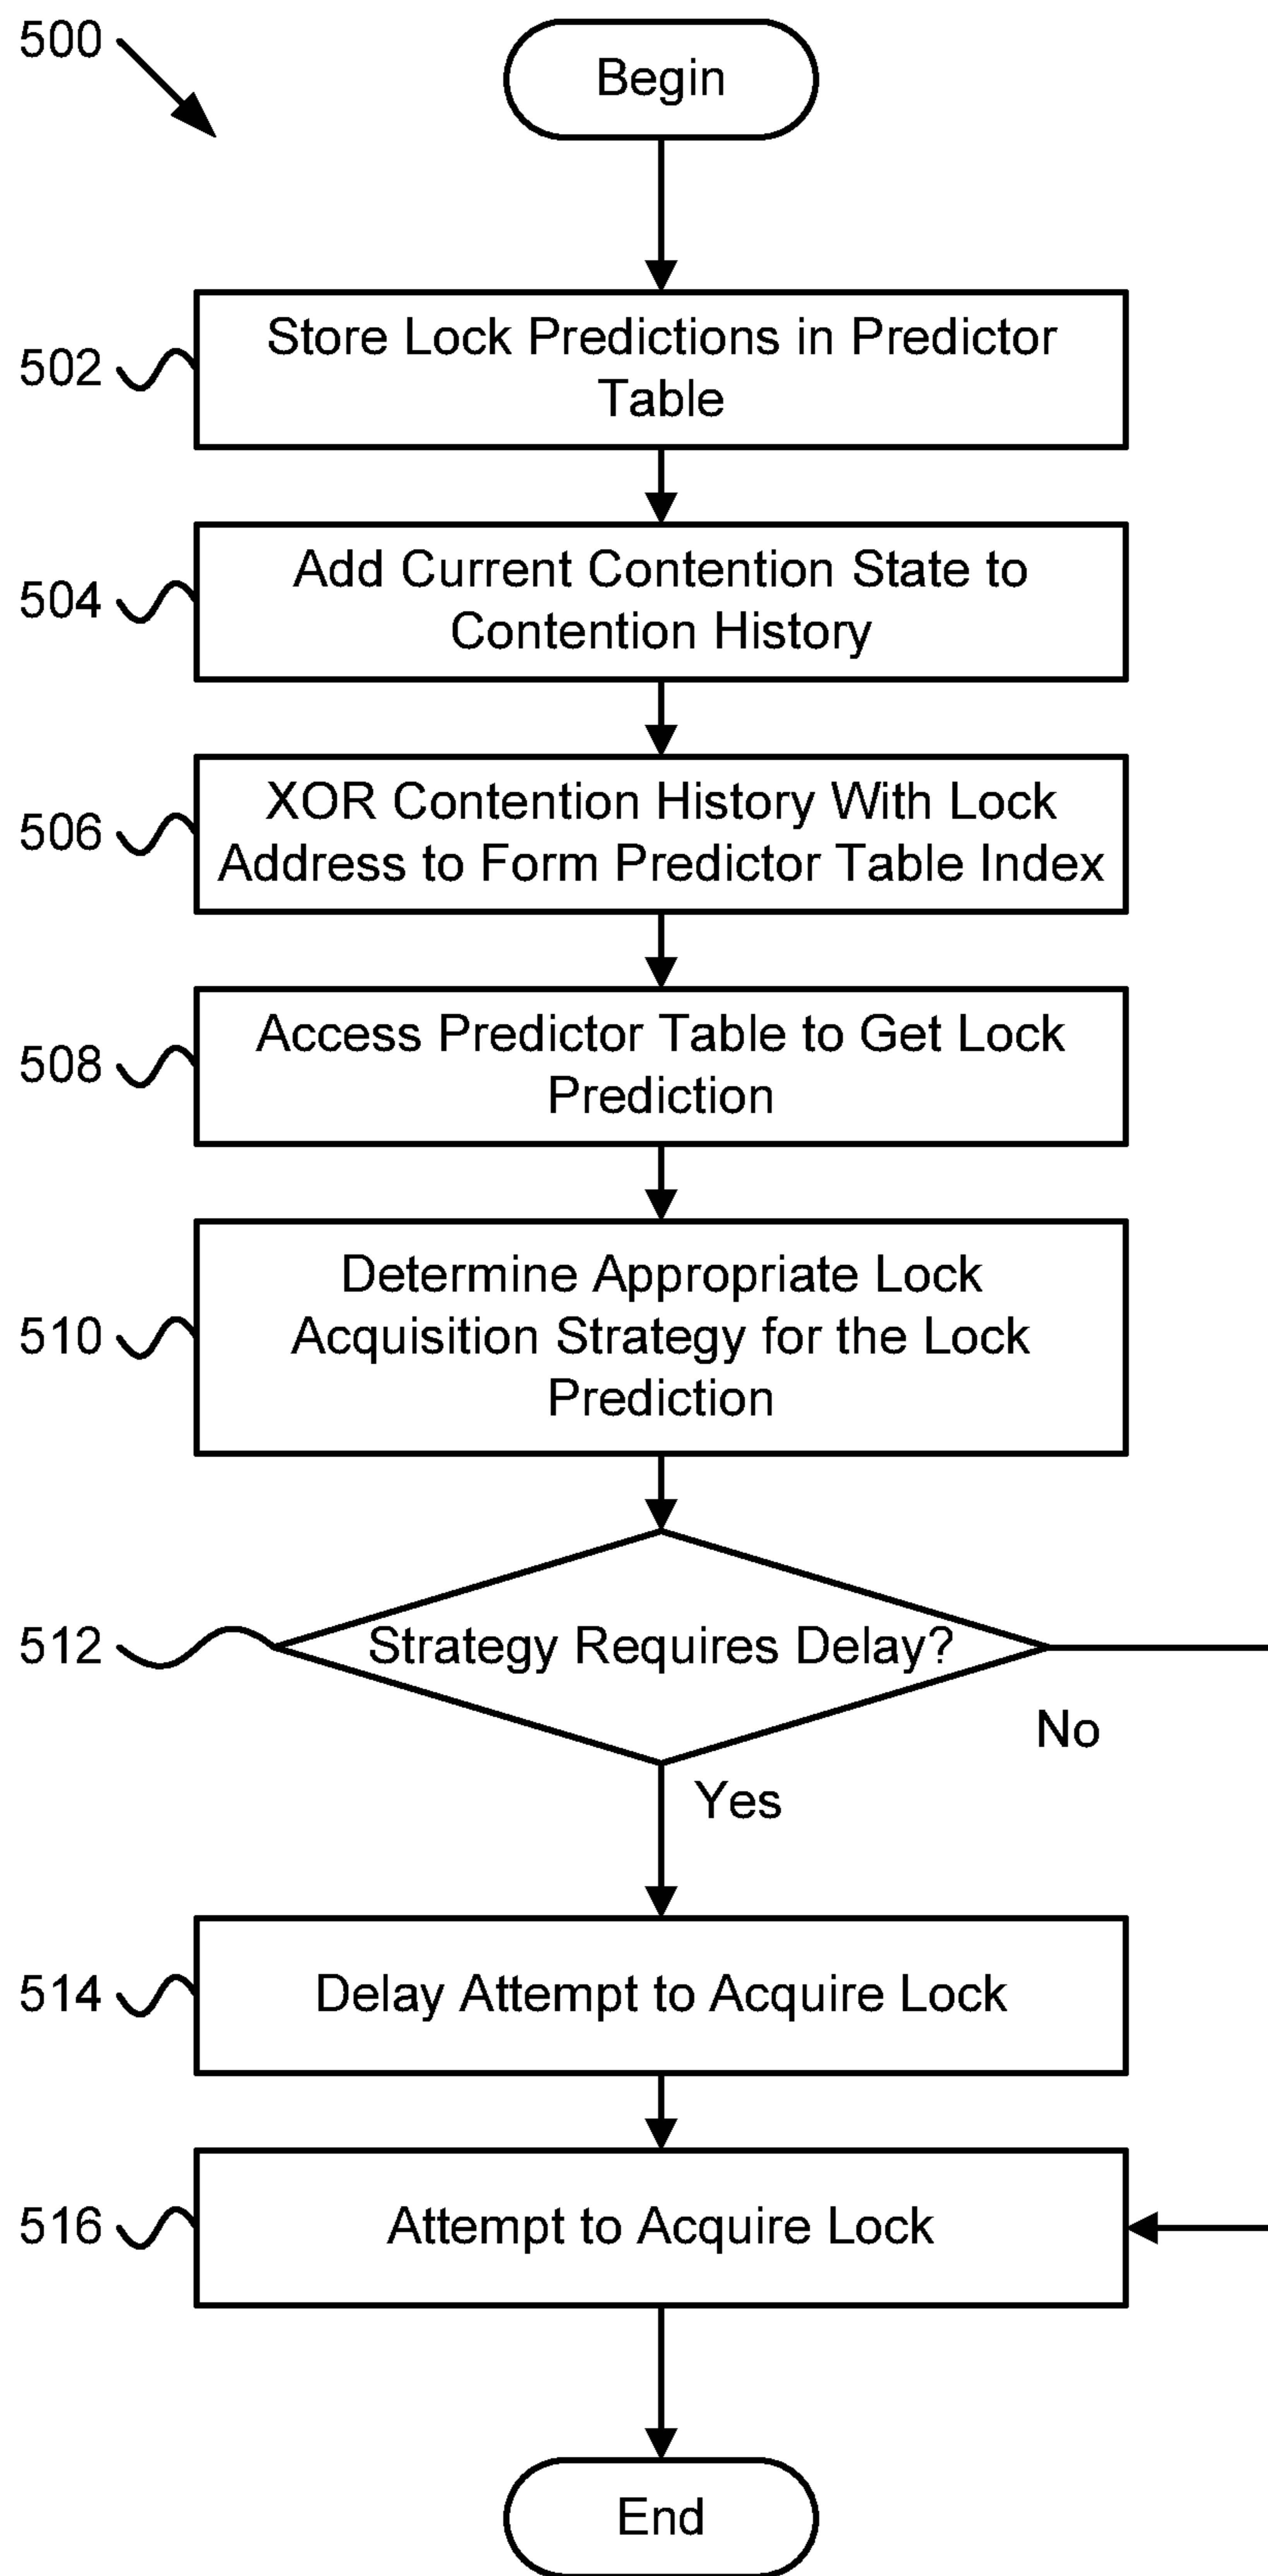 500
Begin
502
Store Lock Predictions in Predictor
Table
504
Add Current Contention State to
Contention History
506
XOR Contention History With Lock
Address to Form Predictor Table Index
508
Access Predictor Table to Get Lock
Prediction
510
Determine Appropriate Lock
Acquisition Strategy for the Lock
Prediction
512
Strategy Requires Delay?
No
Yes
514
Delay Attempt to Acquire Lock
516
Attempt to Acquire Lock
End